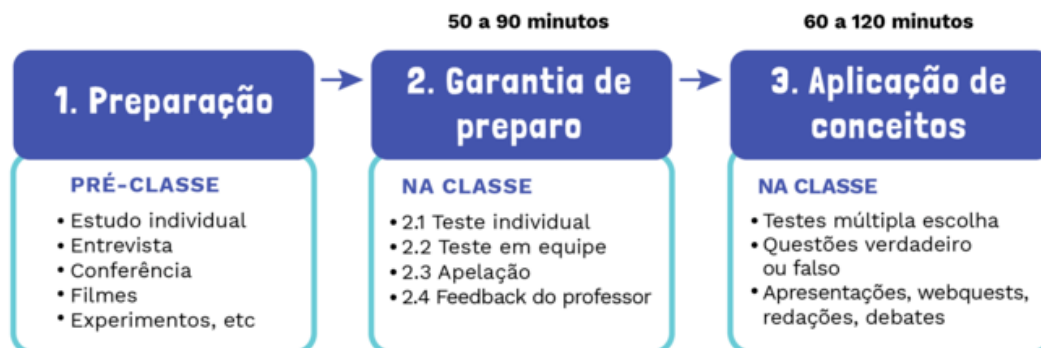 50 a 90 minutos
60 a 120 minutos
1. Preparação
2. Garantia de
preparo
3. Aplicação de
conceitos
PRÉ-CLASSE
• Estudo individual
• Entrevista
• Conferência
• Filmes
• Experimentos, etc
NA CLASSE
• 2.1 Teste individual
• 2.2 Teste em equipe
• 2.3 Apelação
• 2.4 Feedback do professor
NA CLASSE
• Testes múltipla escolha
• Questões verdadeiro
ou falso
• Apresentações, webquests,
redações, debates